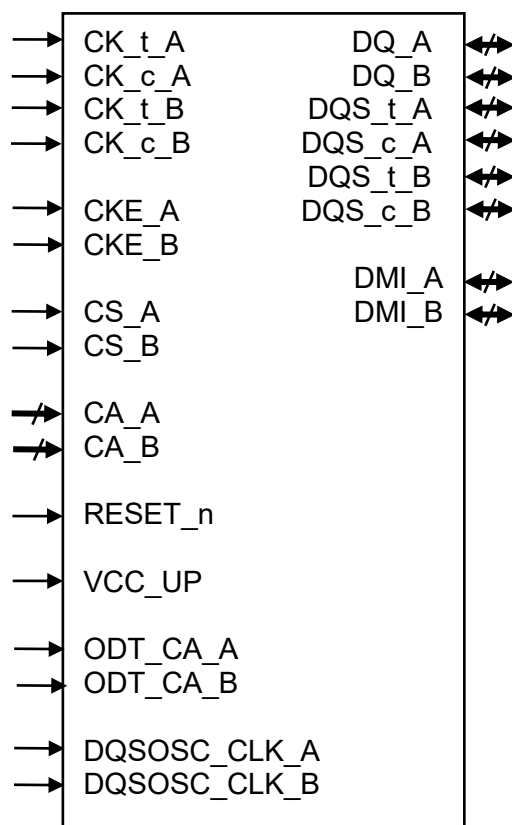 CK_t_A
CK_c_A
CK_t_B
CK_c_B
CKE_A
CKE_B
CS_A
CS_B
CA_A
CA_B
RESET_n
VCC_UP
ODT_CA_A
ODT_CA_B
DQSOSC_CLK_A
DQSOSC_CLK_B
DQ_A
DQ_B
DQS_t_A
DQS_c_A
DQS_t_B
DQS_c_B
DMI_A
DMI_B